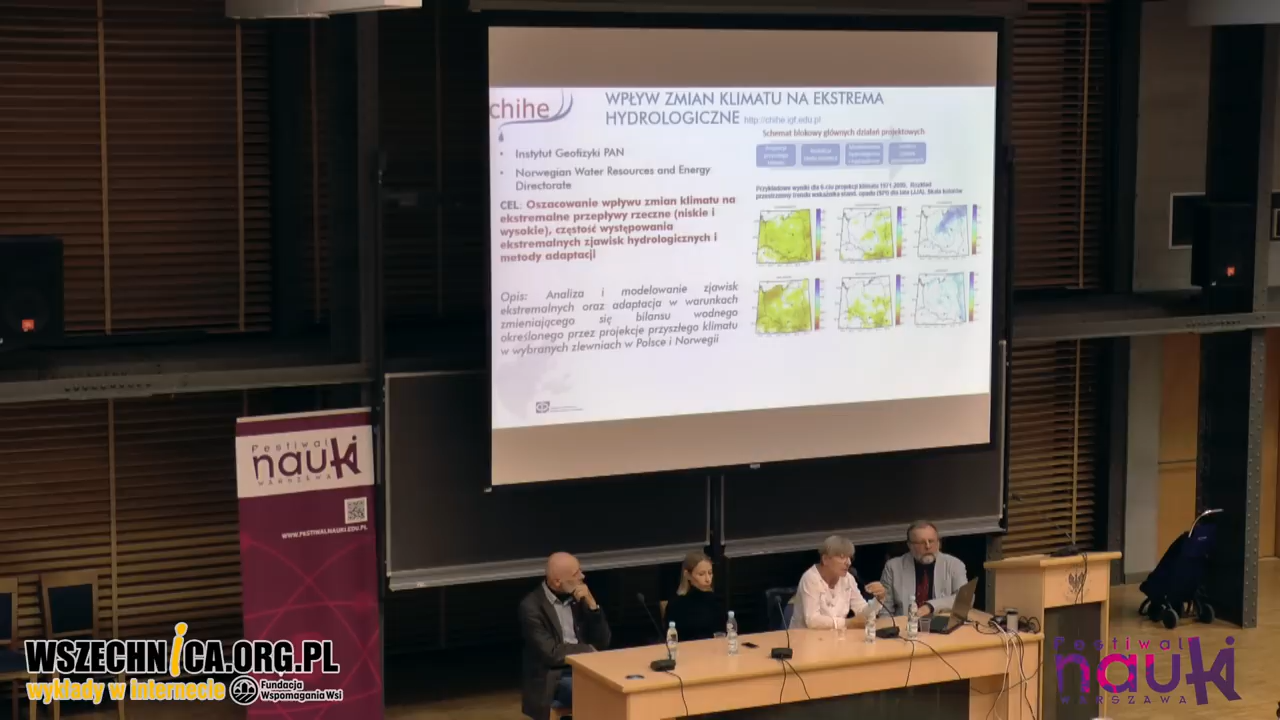 chihe
WPŁYW ZMIAN KLIMATU NA EKSTREMA
HYDROLOGICZNE http://chihe.igf.edu.pl
Schemat blokowy głównych działań projektowych
• Instytut Geofizyki PAN
• Norwegian Water Resources and Energy
Directorate
CEL: Oszacowanie wpływu zmian klimatu na
ekstremalne przepływy rzeczne (niskie i
wysokie), częstość występowania
ekstremalnych zjawisk hydrologicznych i
metody adaptacji
Opis: Analiza i modelowanie zjawisk
ekstremalnych oraz adaptacja w warunkach
zmieniającego się bilansu wodnego
określonego przez projekcje przyszłego klimatu
w wybranych zlewniach w Polsce i Norwegii
Festiwal
nauki
WARSZAWA
WWW.FESTIWALNAUKI.EDU.PL
WSZECHNICA.ORG.PL
wykłady w internecie
Fundacja
Wspomagania Wsi
Festiwal
nauki
WARSZAWA